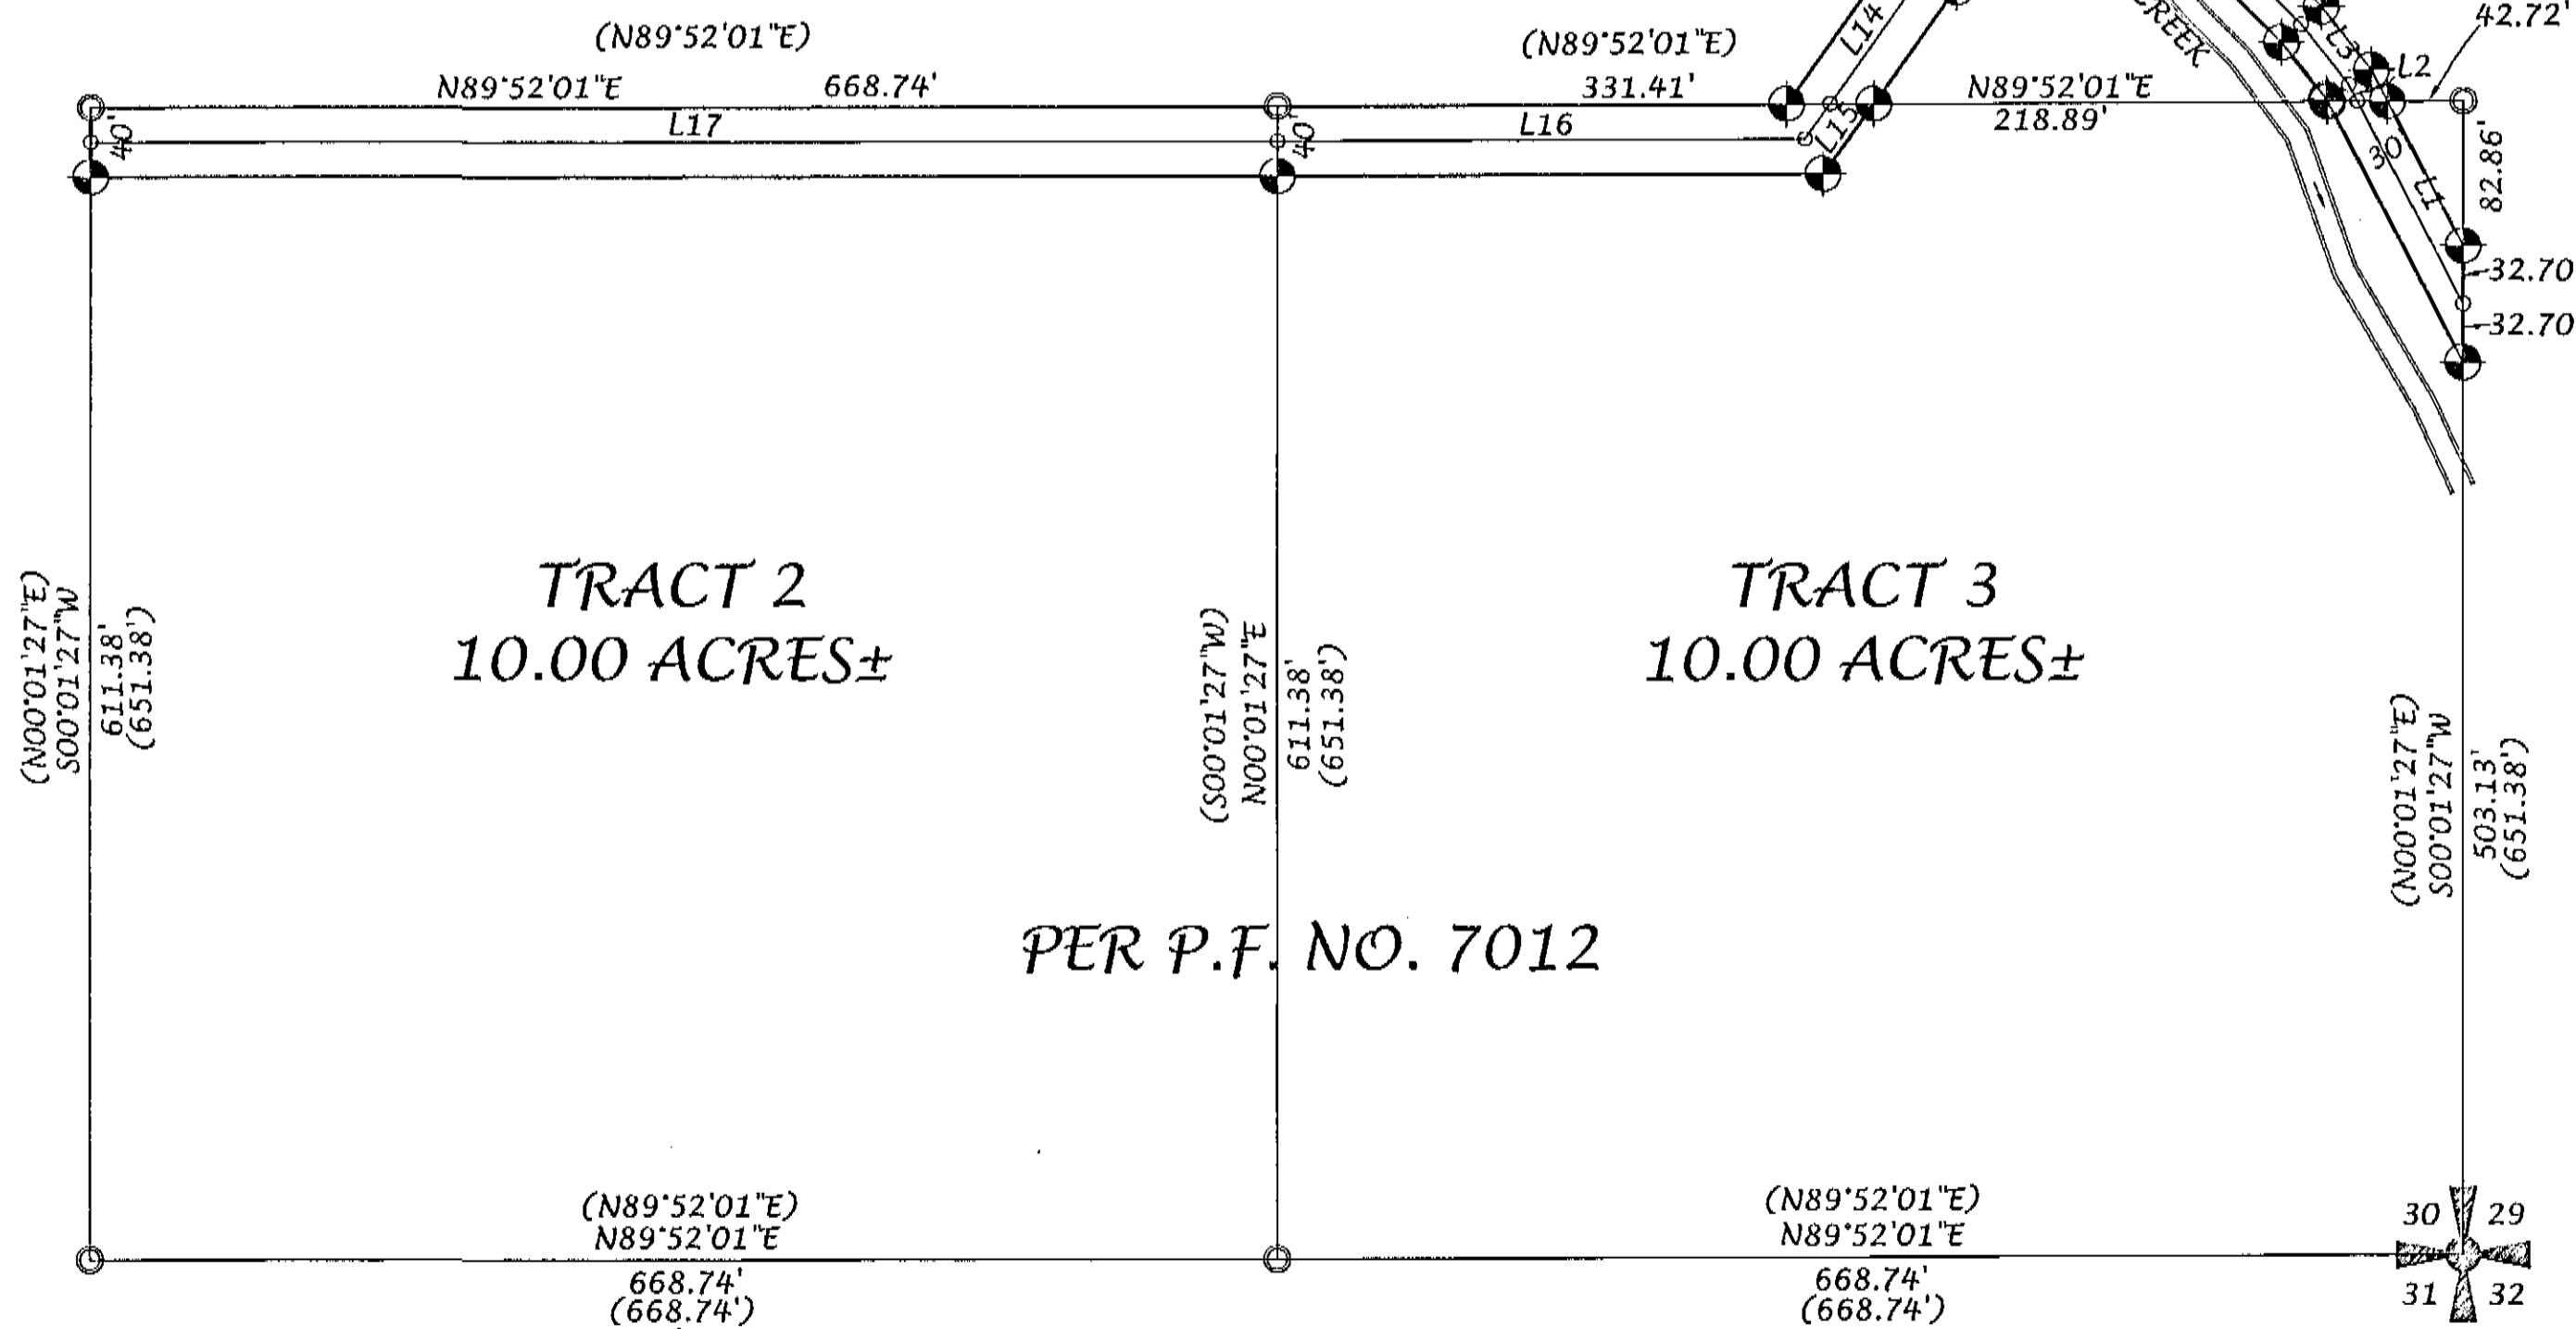 (N89°52'01"E)
N89°52'01"E 668.74'
(N89°52'01"E)
331.41'
N89°52'01"E
218.89'
42.72'
CREEK
L14
L3
L2
L15
L17
L16
40'
40'
30
L1
82.86'
32.70
32.70
TRACT 2
10.00 ACRES±
TRACT 3
10.00 ACRES±
(N00°01'27"E)
S00°01'27"W
611.38'
(651.38')
(S00°01'27"W)
N00°01'27"E
611.38'
(651.38')
(N00°01'27"E)
S00°01'27"W
503.13'
(651.38')
PER P.F. NO. 7012
(N89°52'01"E)
N89°52'01"E
668.74'
(668.74')
(N89°52'01"E)
N89°52'01"E
668.74'
(668.74')
30 29
31 32